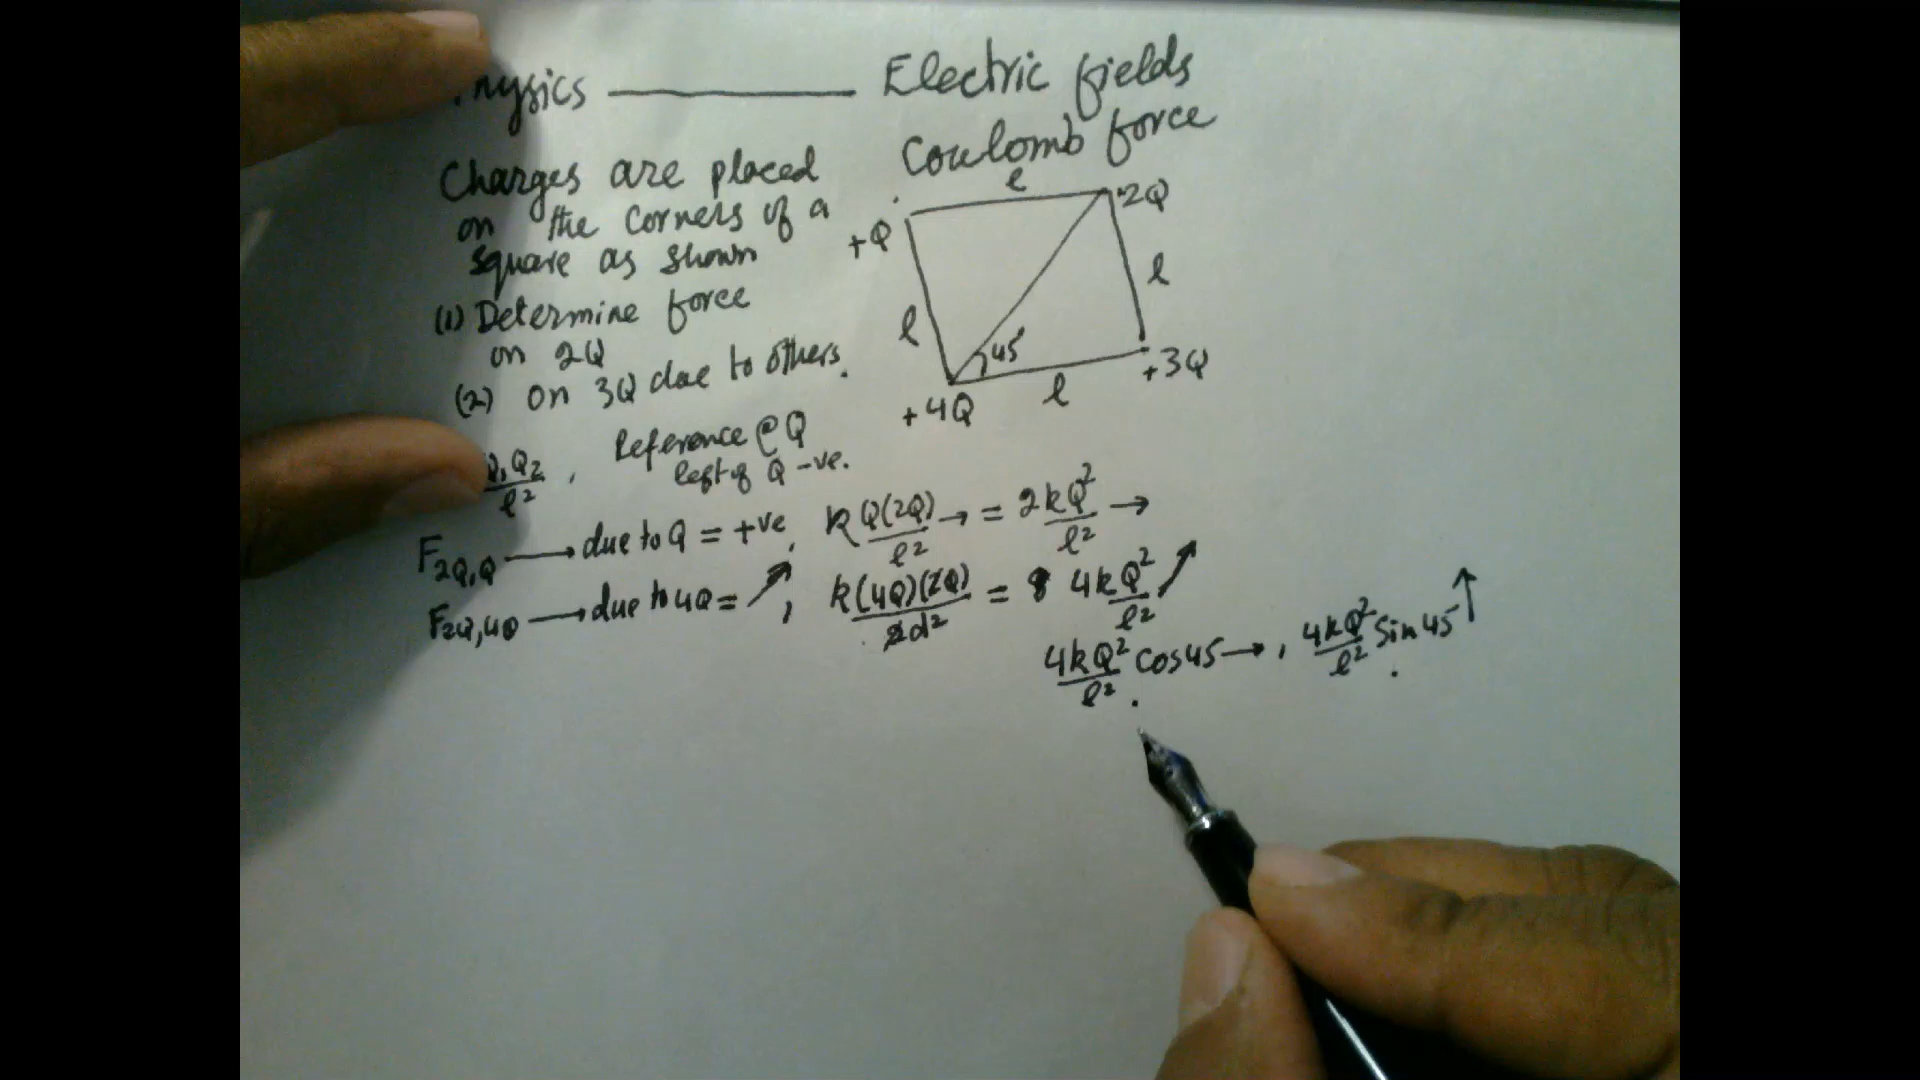 Physics ——— Electric fields
Coulomb force
Charges are placed
on the corners of a
square as shown
(1) Determine force
on 2Q
(2) on 3Q due to others.
l
+Q
+2Q
l
l
45°
+4Q
l
+3Q
Q₁Q₂/l² , Reference @ Q
left of Q -ve.
F₂Q,Q → due to Q = +ve, k Q(2Q)/l² → = 2kQ²/l² →
F₂Q,4Q → due to 4Q = ↗, k(4Q)(2Q)/2d² = 4kQ²/l² ↗
4kQ²/l² cos45 → , 4kQ²/l² Sin45 ↑